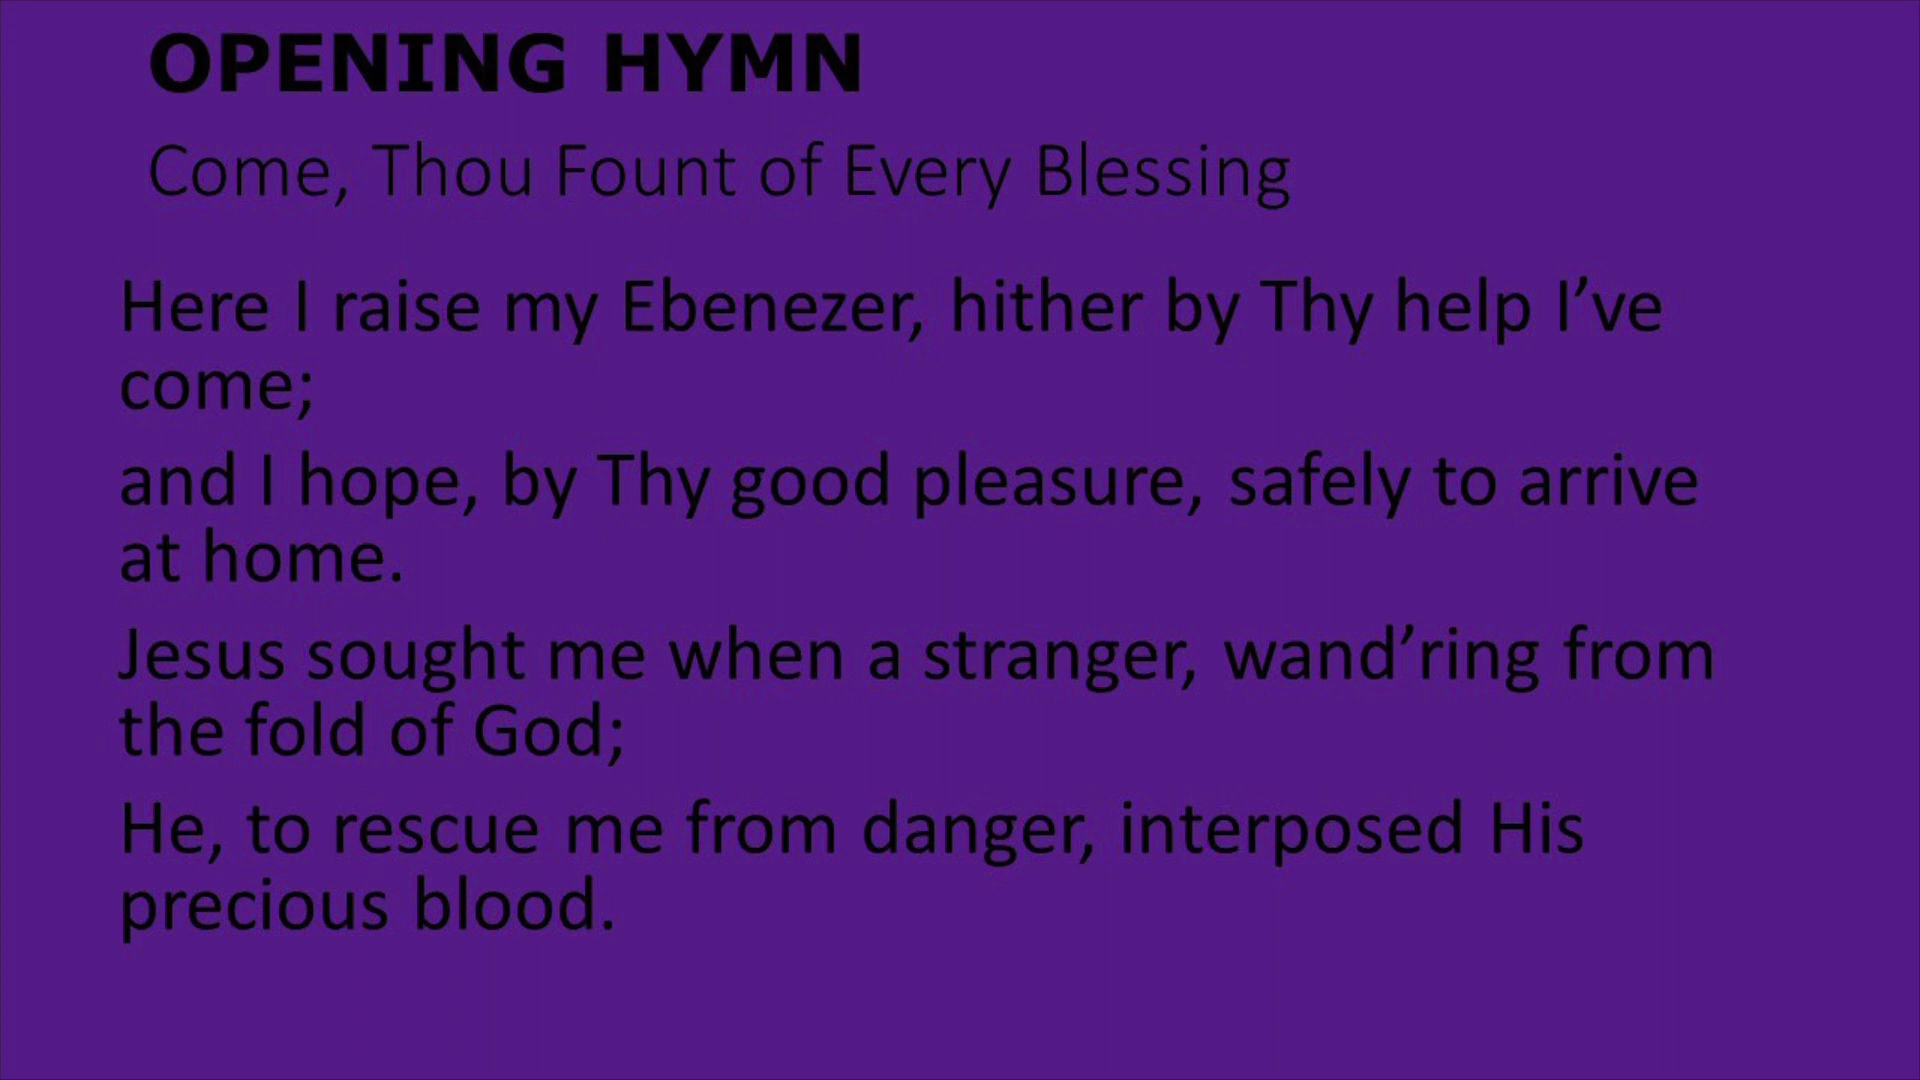 OPENING HYMN
Come, Thou Fount of Every Blessing
Here I raise my Ebenezer, hither by Thy help I’ve
come;
and I hope, by Thy good pleasure, safely to arrive
at home.
Jesus sought me when a stranger, wand’ring from
the fold of God;
He, to rescue me from danger, interposed His
precious blood.